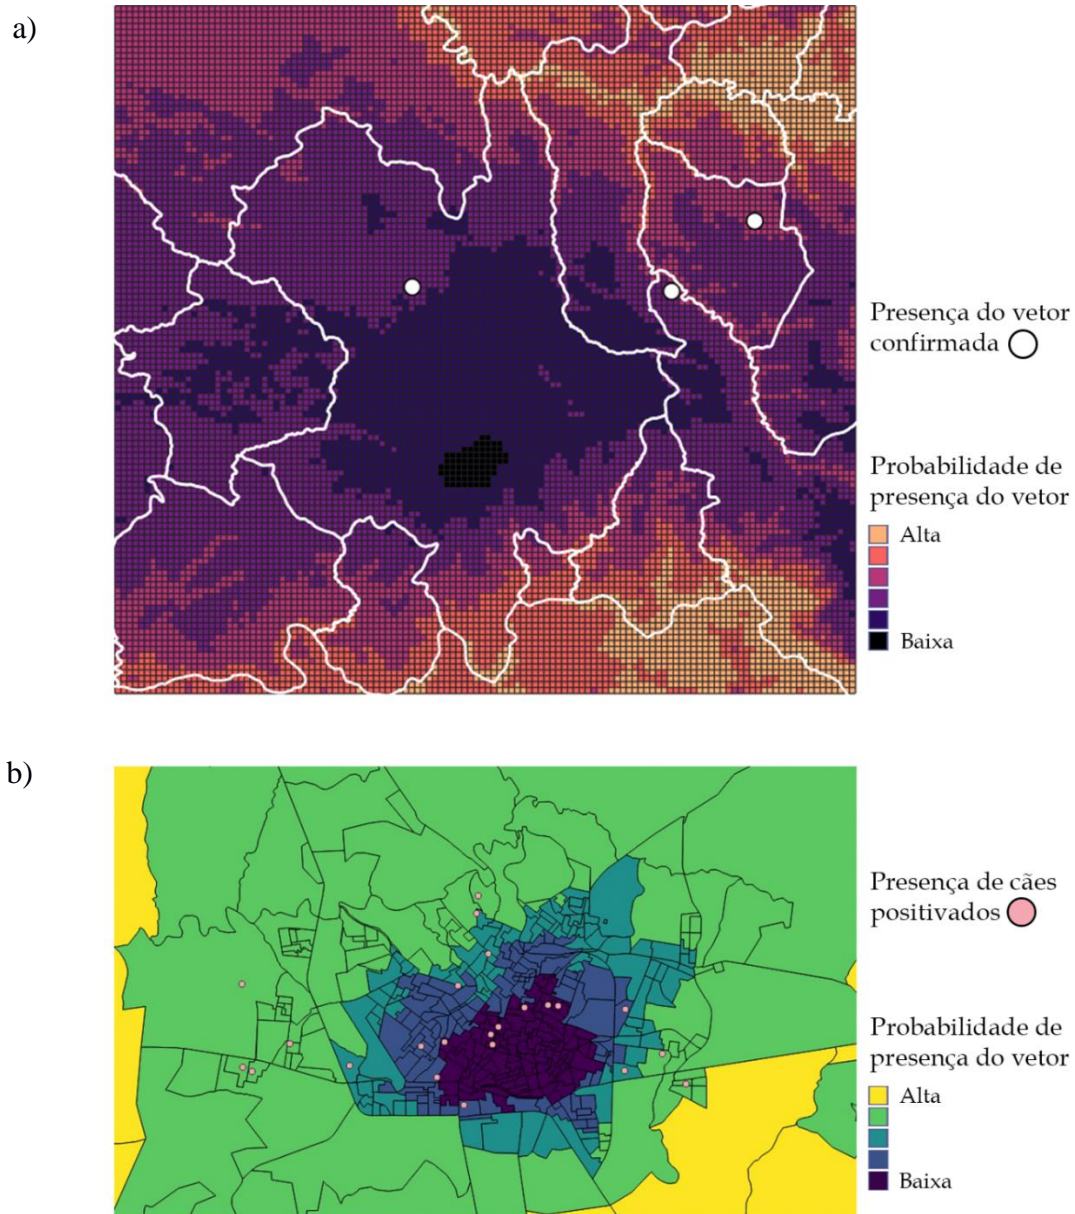 a)
Presença do vetor
confirmada
Probabilidade de
presença do vetor
Alta
Baixa
b)
Presença de cães
positivados
Probabilidade de
presença do vetor
Alta
Baixa